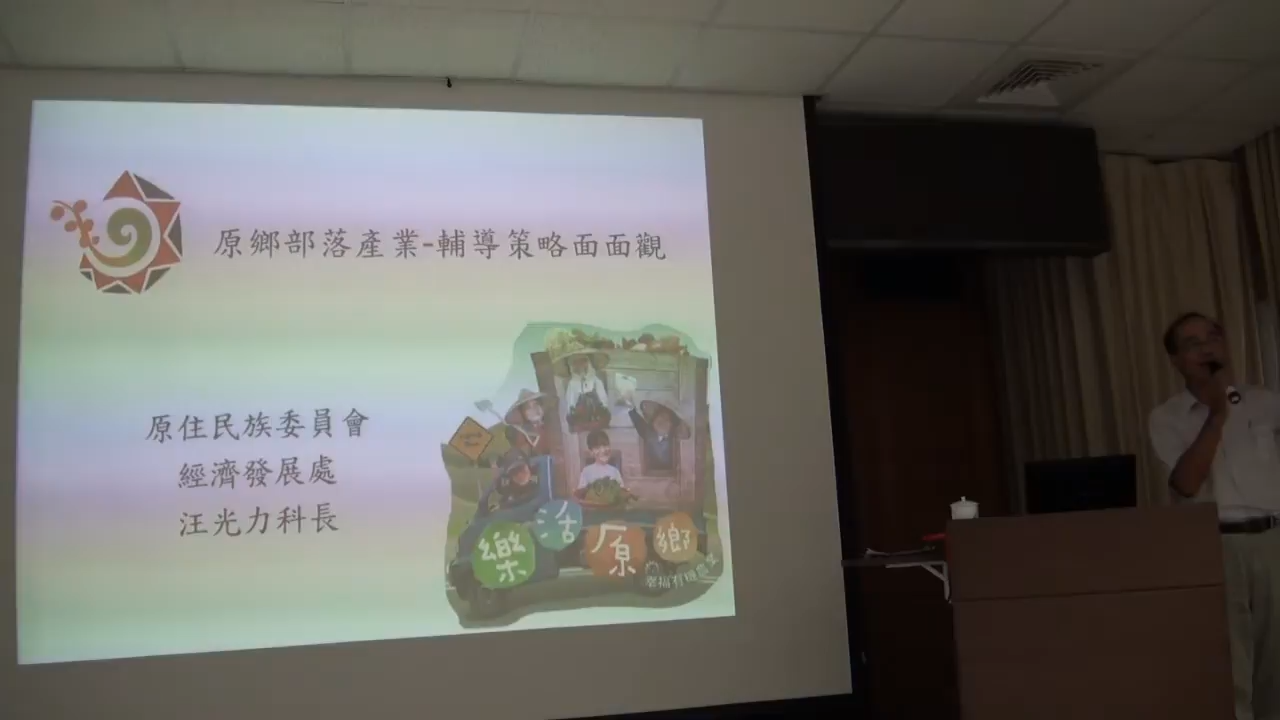 原鄉部落產業-輔導策略面面觀
原住民族委員會
經濟發展處
汪光力科長
樂活原鄉